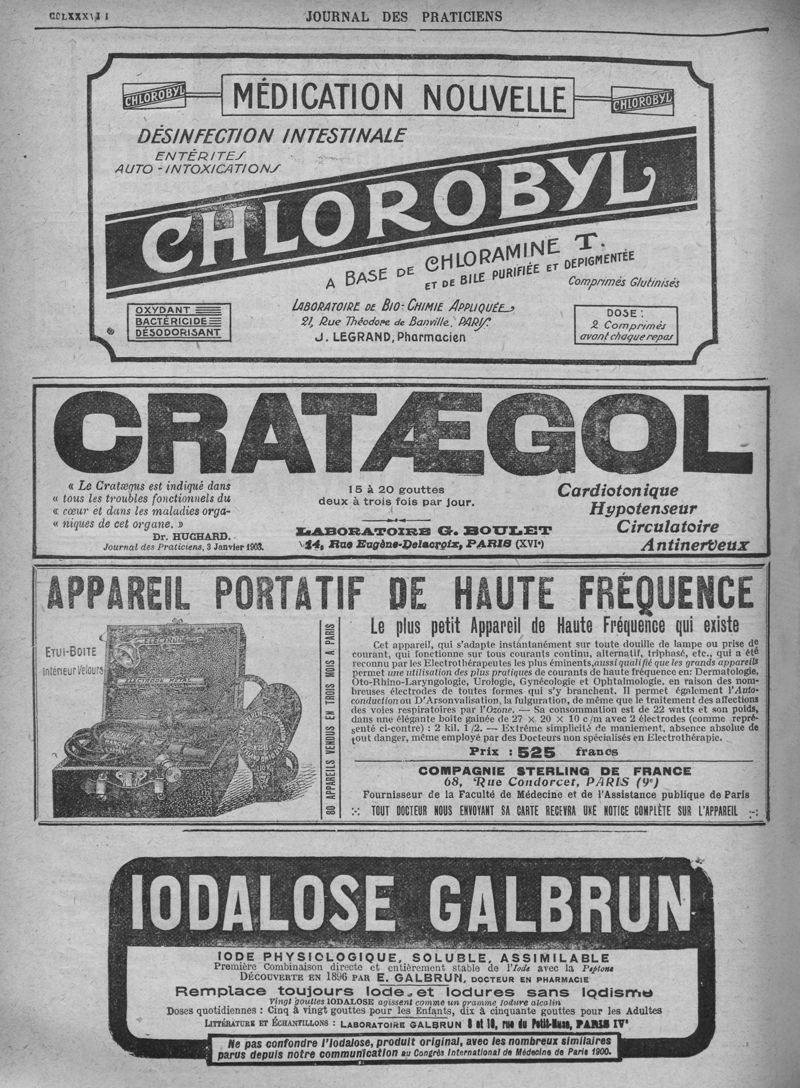 JOURNAL DES PRATICIENS
CHLOROBYL
MÉDICATION NOUVELLE
CHLOROBYL
DÉSINFECTION INTESTINALE
ENTÉRITES
AUTO-INTOXICATIONS
CHLOROBYL
A BASE DE CHLORAMINE T.
ET DE BILE PURIFIÉE ET DEPIGMENTÉE
Comprimés Glutinisés
OXYDANT
BACTÉRICIDE
DÉSODORISANT
LABORATOIRE DE BIO-CHIMIE APPLIQUÉE,
21, Rue Théodore de Banville, PARIS.
J. LEGRAND, Pharmacien
DOSE:
2 Comprimés
avant chaque repas
CRATÆGOL
« Le Cratægus est indiqué dans
« tous les troubles fonctionnels du
« cœur et dans les maladies orga-
« niques de cet organe. »
Dr. HUCHARD.
Journal des Praticiens, 3 Janvier 1903.
15 à 20 gouttes
deux à trois fois par jour.
LABORATOIRE G. BOULET
14, Rue Eugène-Delacroix, PARIS (XVIe)
Cardiotonique
Hypotenseur
Circulatoire
Antinerveux
APPAREIL PORTATIF DE HAUTE FRÉQUENCE
ETUI-BOITE
Interieur Velours
80 APPAREILS VENDUS EN TROIS MOIS A PARIS
Le plus petit Appareil de Haute Fréquence qui existe
Cet appareil, qui s'adapte instantanément sur toute douille de lampe ou prise de
courant, qui fonctionne sur tous courants continu, alternatif, triphasé, etc., qui a été
reconnu par les Electrothérapeutes les plus éminents, aussi qualifié que les grands appareils
permet une utilisation des plus pratiques de courants de haute fréquence en: Dermatologie,
Oto-Rhino-Laryngologie, Urologie, Gynécologie et Ophtalmologie, en raison des nom-
breuses électrodes de toutes formes qui s'y branchent. Il permet également l'Auto-
conduction ou D'Arsonvalisation, la fulguration, de même que le traitement des affections
des voies respiratoires par l'Ozone. — Sa consommation est de 22 watts et son poids,
dans une élégante boîte gainée de 27 × 20 × 10 c/m avec 2 électrodes (comme repré-
senté ci-contre) : 2 kil. 1/2. — Extrême simplicité de maniement, absence absolue de
tout danger, même employé par des Docteurs non spécialisés en Electrothérapie.
Prix : 525 francs
COMPAGNIE STERLING DE FRANCE
68, Rue Condorcet, PARIS (9e)
Fournisseur de la Faculté de Médecine et de l'Assistance publique de Paris
TOUT DOCTEUR NOUS ENVOYANT SA CARTE RECEVRA UNE NOTICE COMPLÈTE SUR L'APPAREIL
IODALOSE GALBRUN
IODE PHYSIOLOGIQUE, SOLUBLE, ASSIMILABLE
Première Combinaison directe et entièrement stable de l'Iode avec la Peptone
DÉCOUVERTE EN 1896 PAR E. GALBRUN, DOCTEUR EN PHARMACIE
Remplace toujours Iode et Iodures sans Iodisme
Vingt gouttes IODALOSE agissent comme un gramme Iodure alcalin
Doses quotidiennes : Cinq à vingt gouttes pour les Enfants, dix à cinquante gouttes pour les Adultes
LITTÉRATURE ET ÉCHANTILLONS : LABORATOIRE GALBRUN 8 et 10, rue du Petit-Musc, PARIS IVe
Ne pas confondre l'Iodalose, produit original, avec les nombreux similaires
parus depuis notre communication au Congrès International de Médecine de Paris 1900.